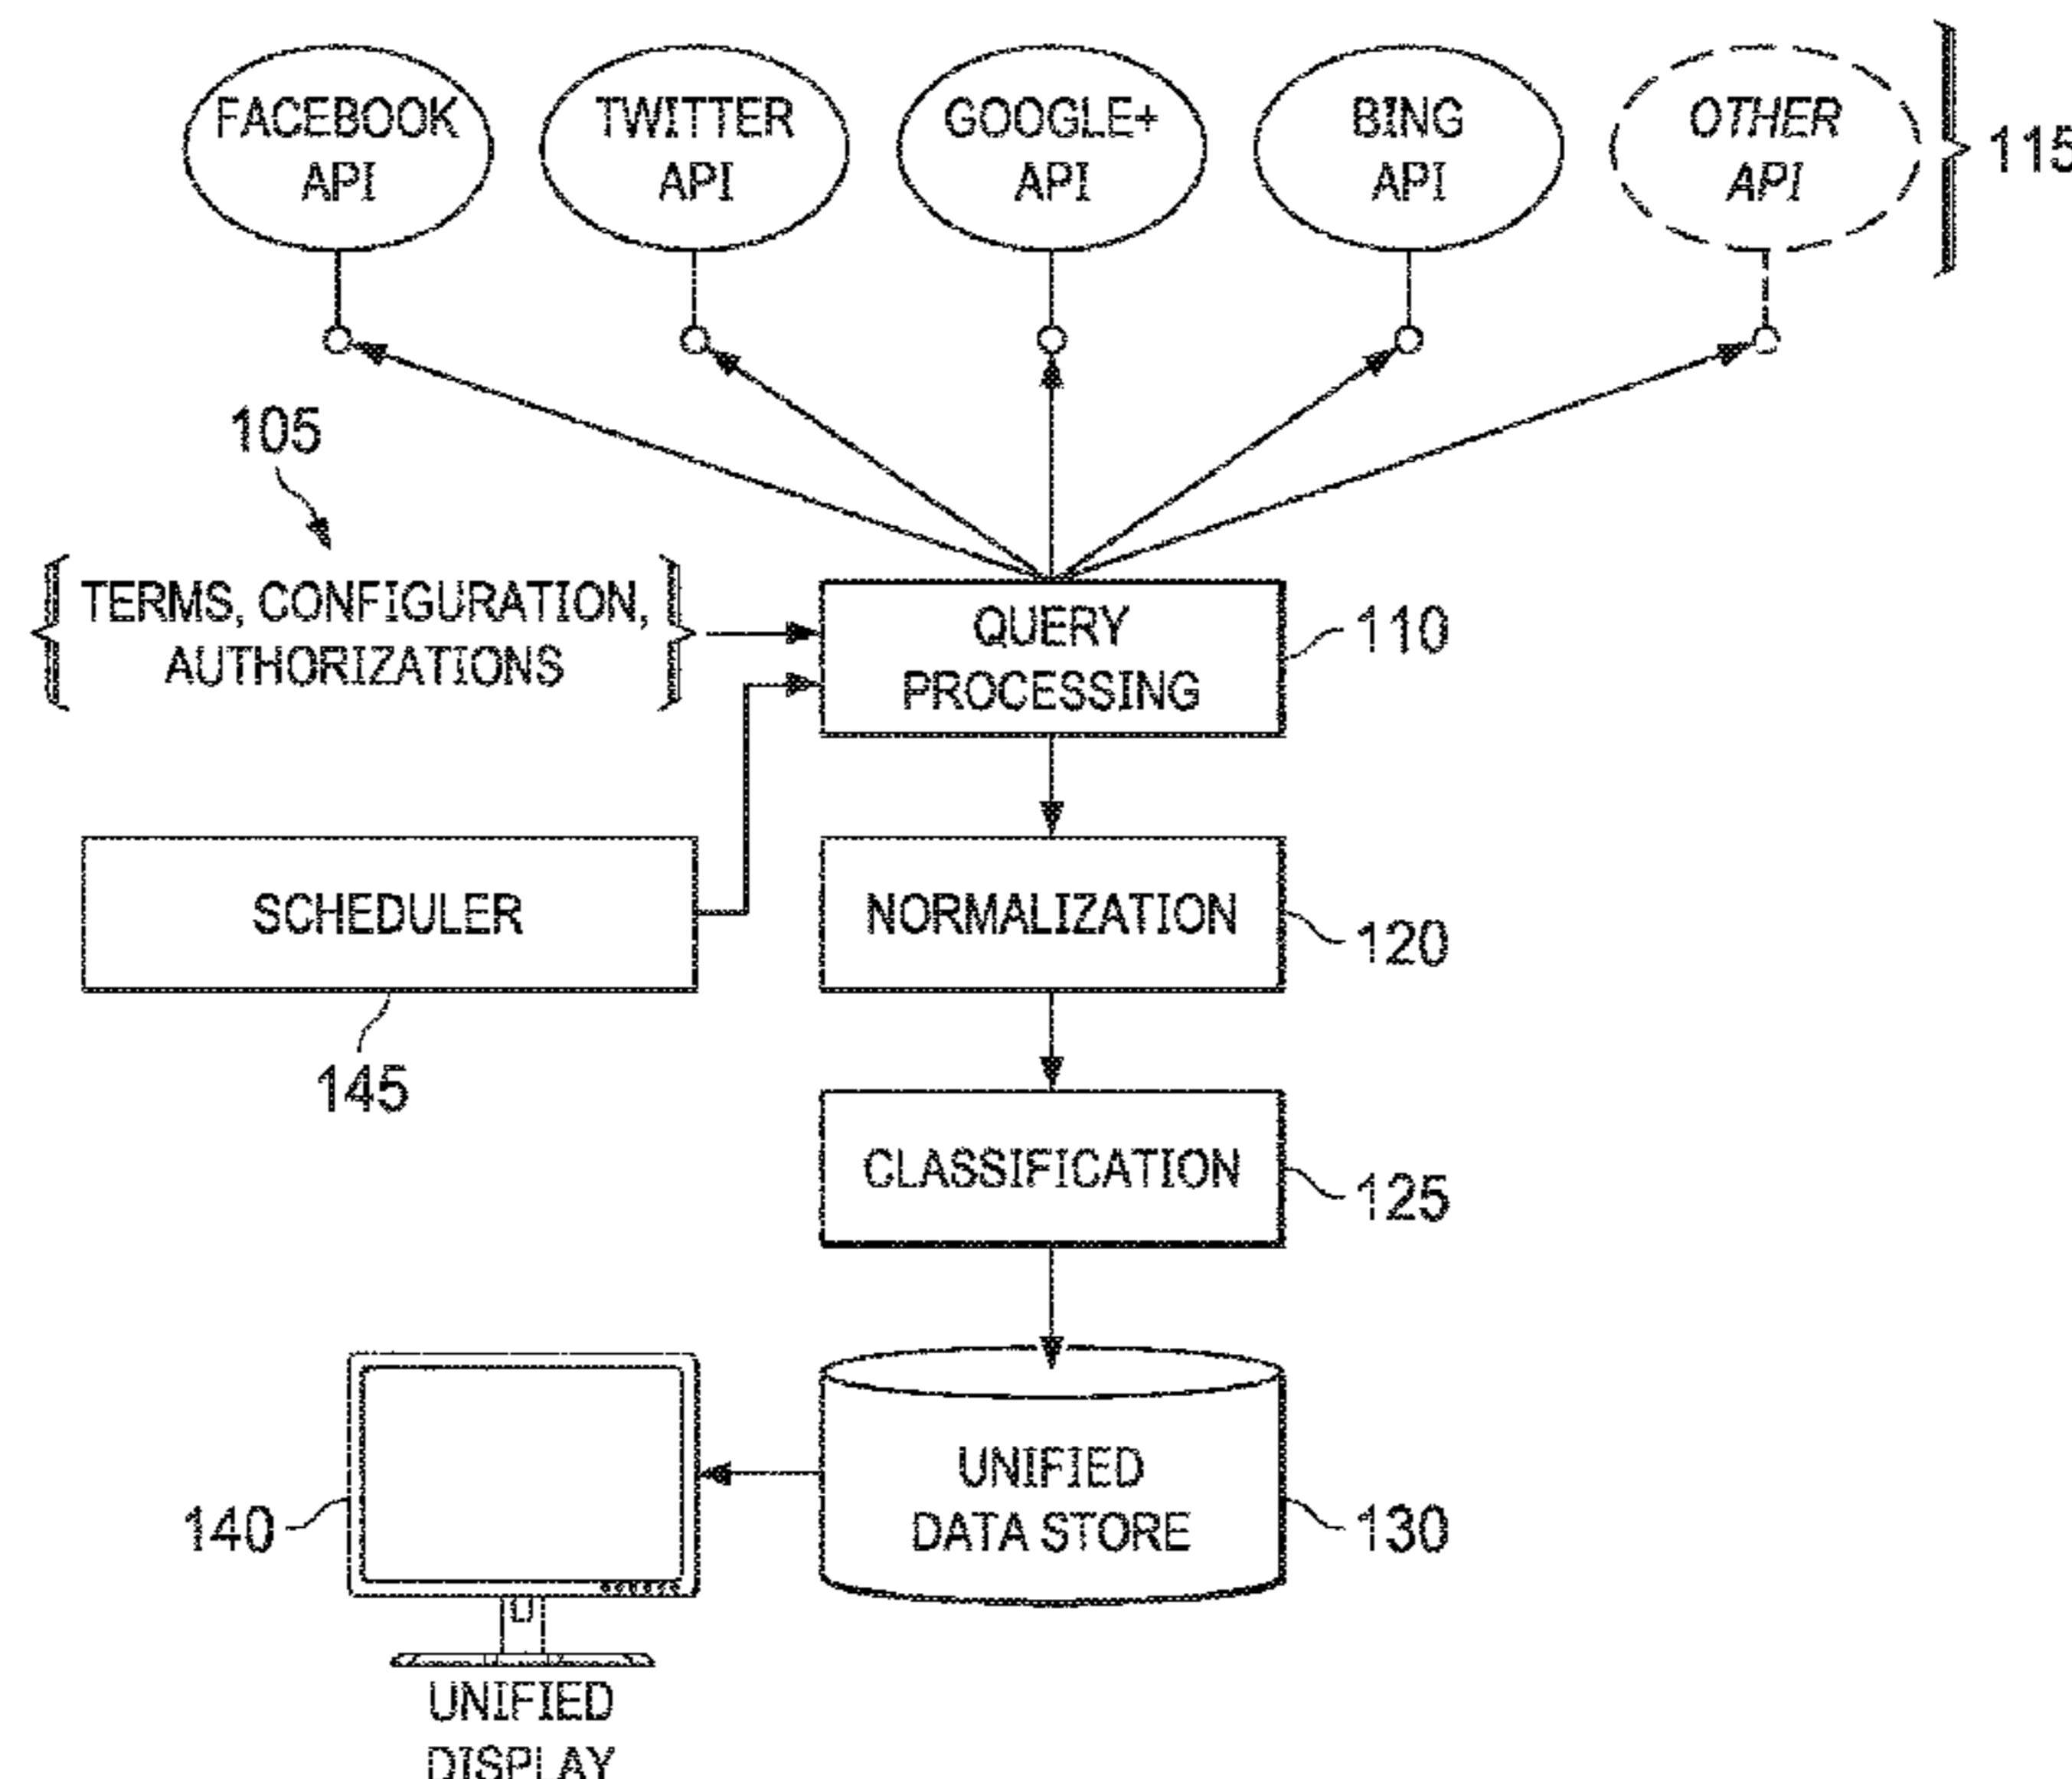 FACEBOOK
API
TWITTER
API
GOOGLE+
API
BING
API
OTHER
API
115
105
TERMS, CONFIGURATION,
AUTHORIZATIONS
QUERY
PROCESSING
110
SCHEDULER
145
NORMALIZATION
120
CLASSIFICATION
125
UNIFIED
DATA STORE
130
140
UNIFIED
DISPLAY